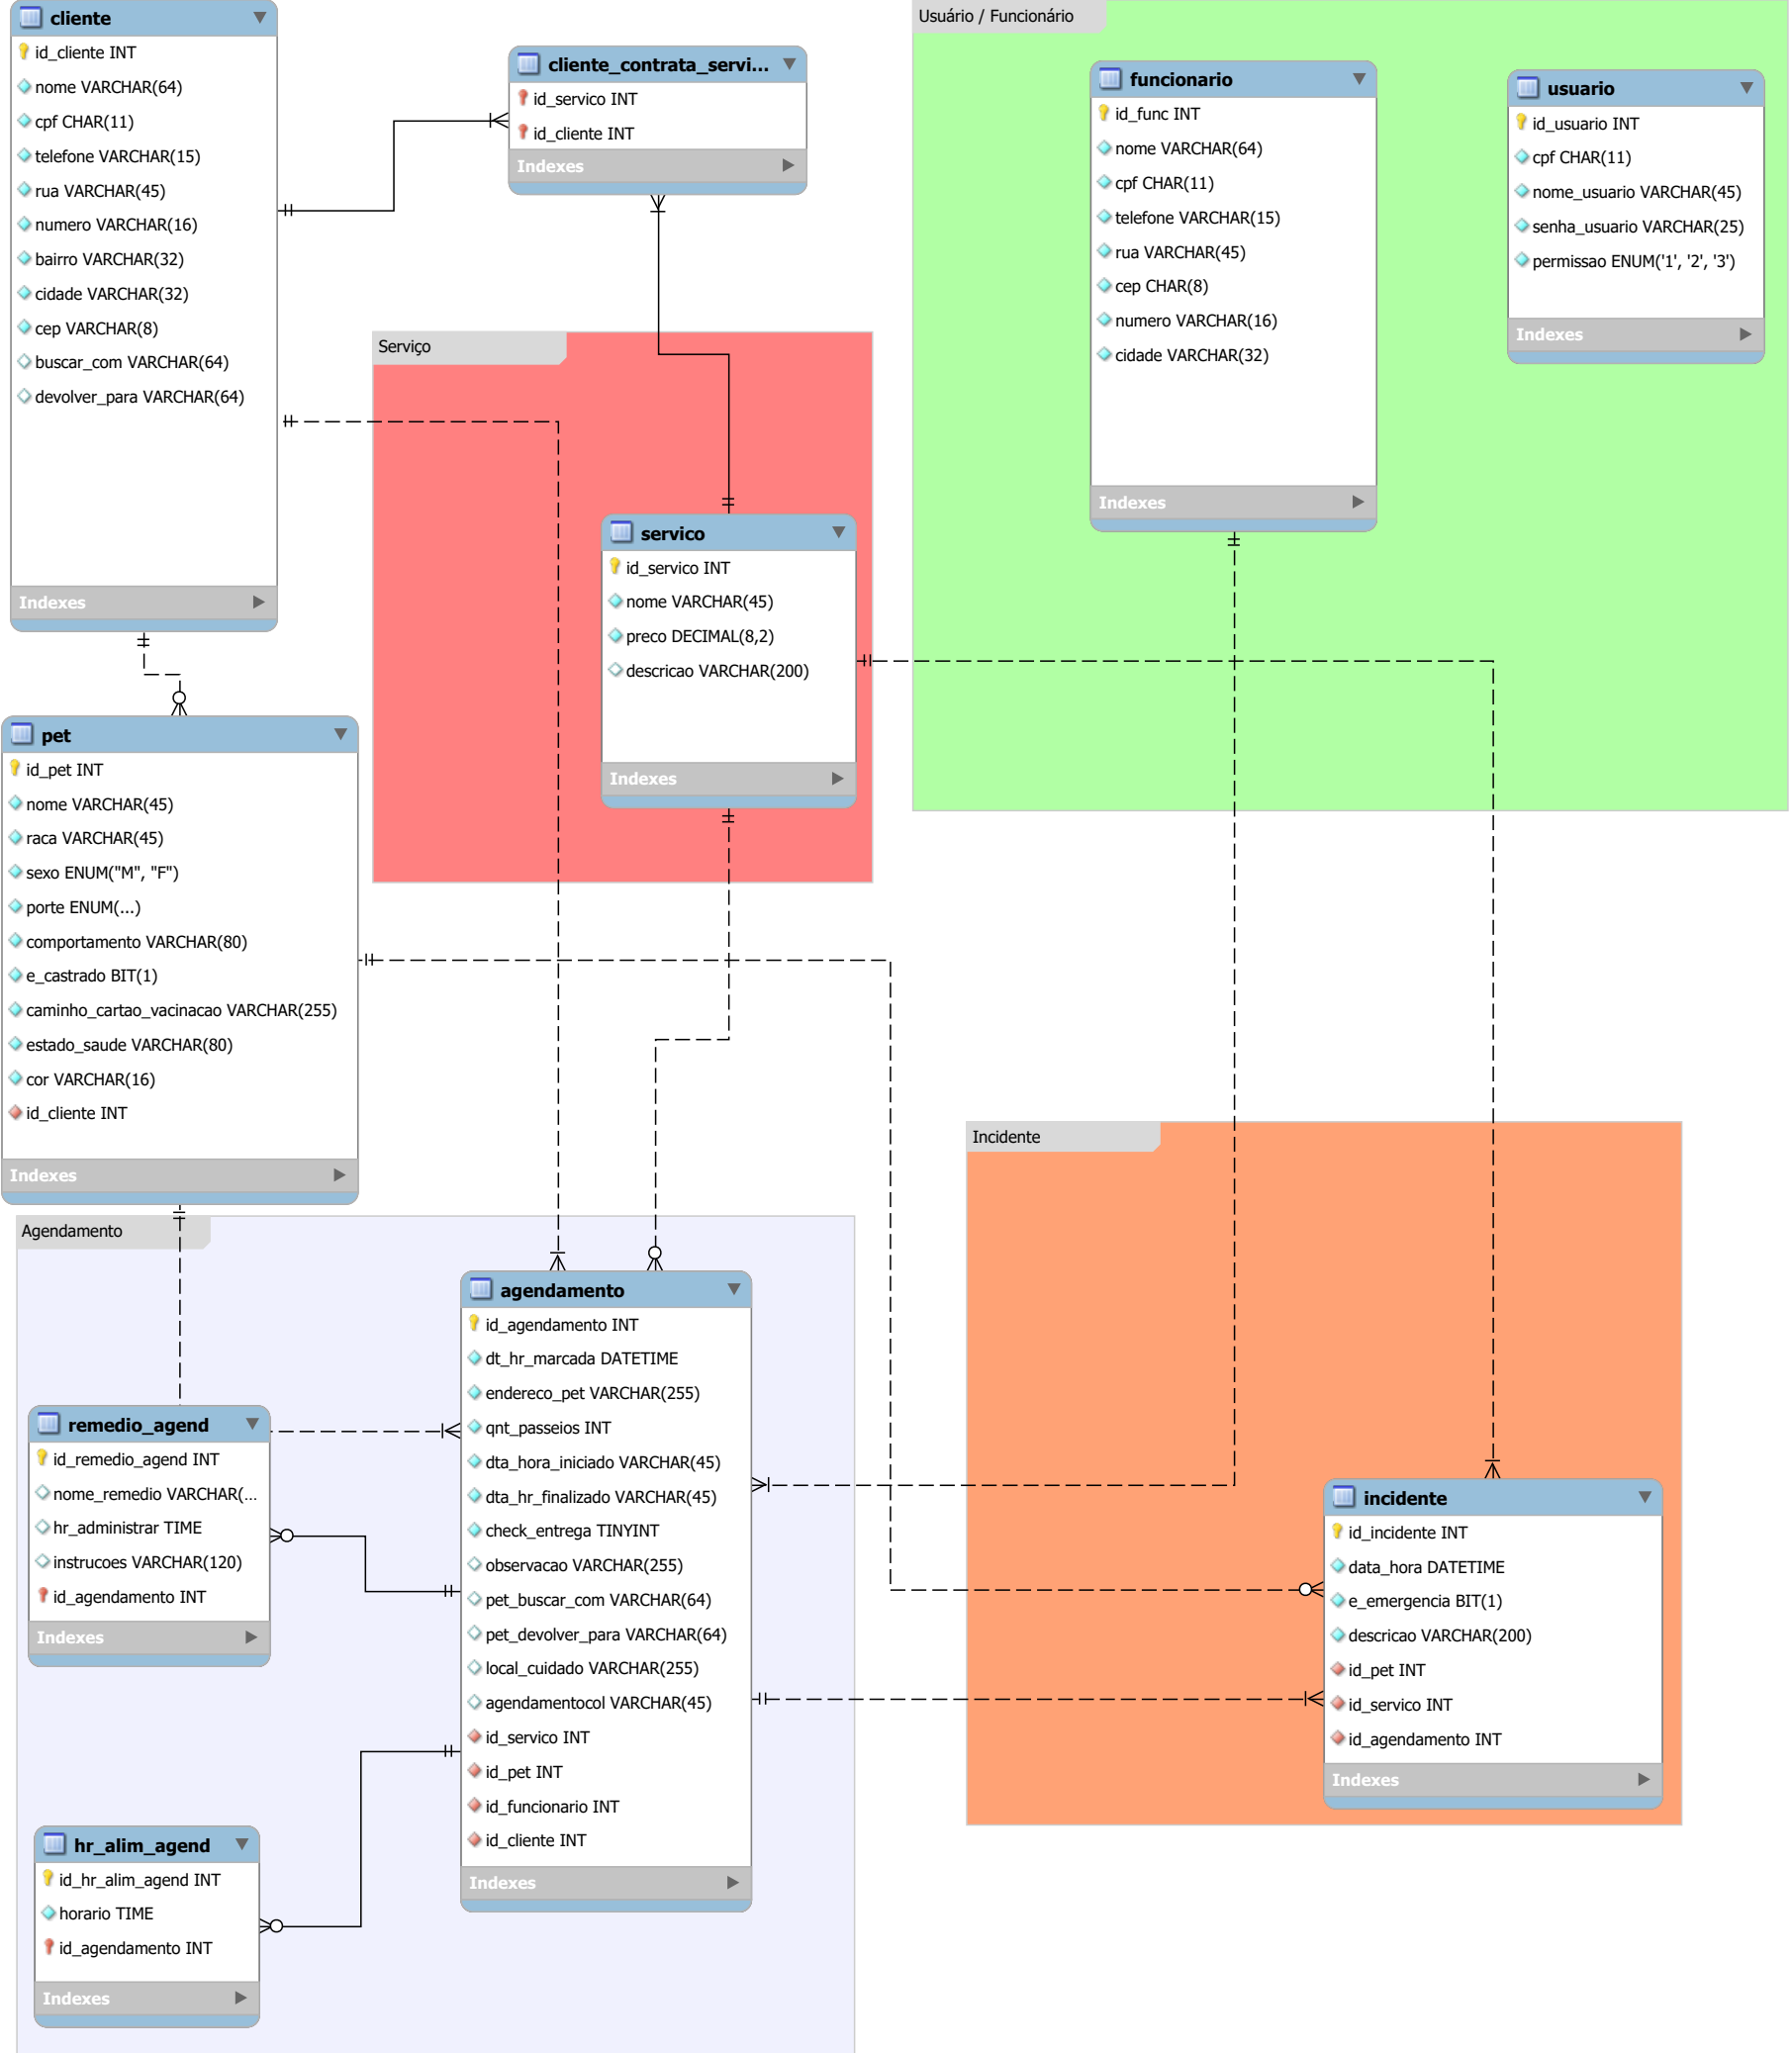 cliente
id_cliente INT
nome VARCHAR(64)
cpf CHAR(11)
telefone VARCHAR(15)
rua VARCHAR(45)
numero VARCHAR(16)
bairro VARCHAR(32)
cidade VARCHAR(32)
cep VARCHAR(8)
buscar_com VARCHAR(64)
devolver_para VARCHAR(64)
Indexes
cliente_contrata_servi...
id_servico INT
id_cliente INT
Indexes
Usuário / Funcionário
funcionario
id_func INT
nome VARCHAR(64)
cpf CHAR(11)
telefone VARCHAR(15)
rua VARCHAR(45)
cep CHAR(8)
numero VARCHAR(16)
cidade VARCHAR(32)
Indexes
usuario
id_usuario INT
cpf CHAR(11)
nome_usuario VARCHAR(45)
senha_usuario VARCHAR(25)
permissao ENUM('1', '2', '3')
Indexes
Serviço
servico
id_servico INT
nome VARCHAR(45)
preco DECIMAL(8,2)
descricao VARCHAR(200)
Indexes
pet
id_pet INT
nome VARCHAR(45)
raca VARCHAR(45)
sexo ENUM("M", "F")
porte ENUM(...)
comportamento VARCHAR(80)
e_castrado BIT(1)
caminho_cartao_vacinacao VARCHAR(255)
estado_saude VARCHAR(80)
cor VARCHAR(16)
id_cliente INT
Indexes
Agendamento
agendamento
id_agendamento INT
dt_hr_marcada DATETIME
endereco_pet VARCHAR(255)
qnt_passeios INT
dta_hora_iniciado VARCHAR(45)
dta_hr_finalizado VARCHAR(45)
check_entrega TINYINT
observacao VARCHAR(255)
pet_buscar_com VARCHAR(64)
pet_devolver_para VARCHAR(64)
local_cuidado VARCHAR(255)
agendamentocol VARCHAR(45)
id_servico INT
id_pet INT
id_funcionario INT
id_cliente INT
Indexes
remedio_agend
id_remedio_agend INT
nome_remedio VARCHAR(...
hr_administrar TIME
instrucoes VARCHAR(120)
id_agendamento INT
Indexes
hr_alim_agend
id_hr_alim_agend INT
horario TIME
id_agendamento INT
Indexes
Incidente
incidente
id_incidente INT
data_hora DATETIME
e_emergencia BIT(1)
descricao VARCHAR(200)
id_pet INT
id_servico INT
id_agendamento INT
Indexes